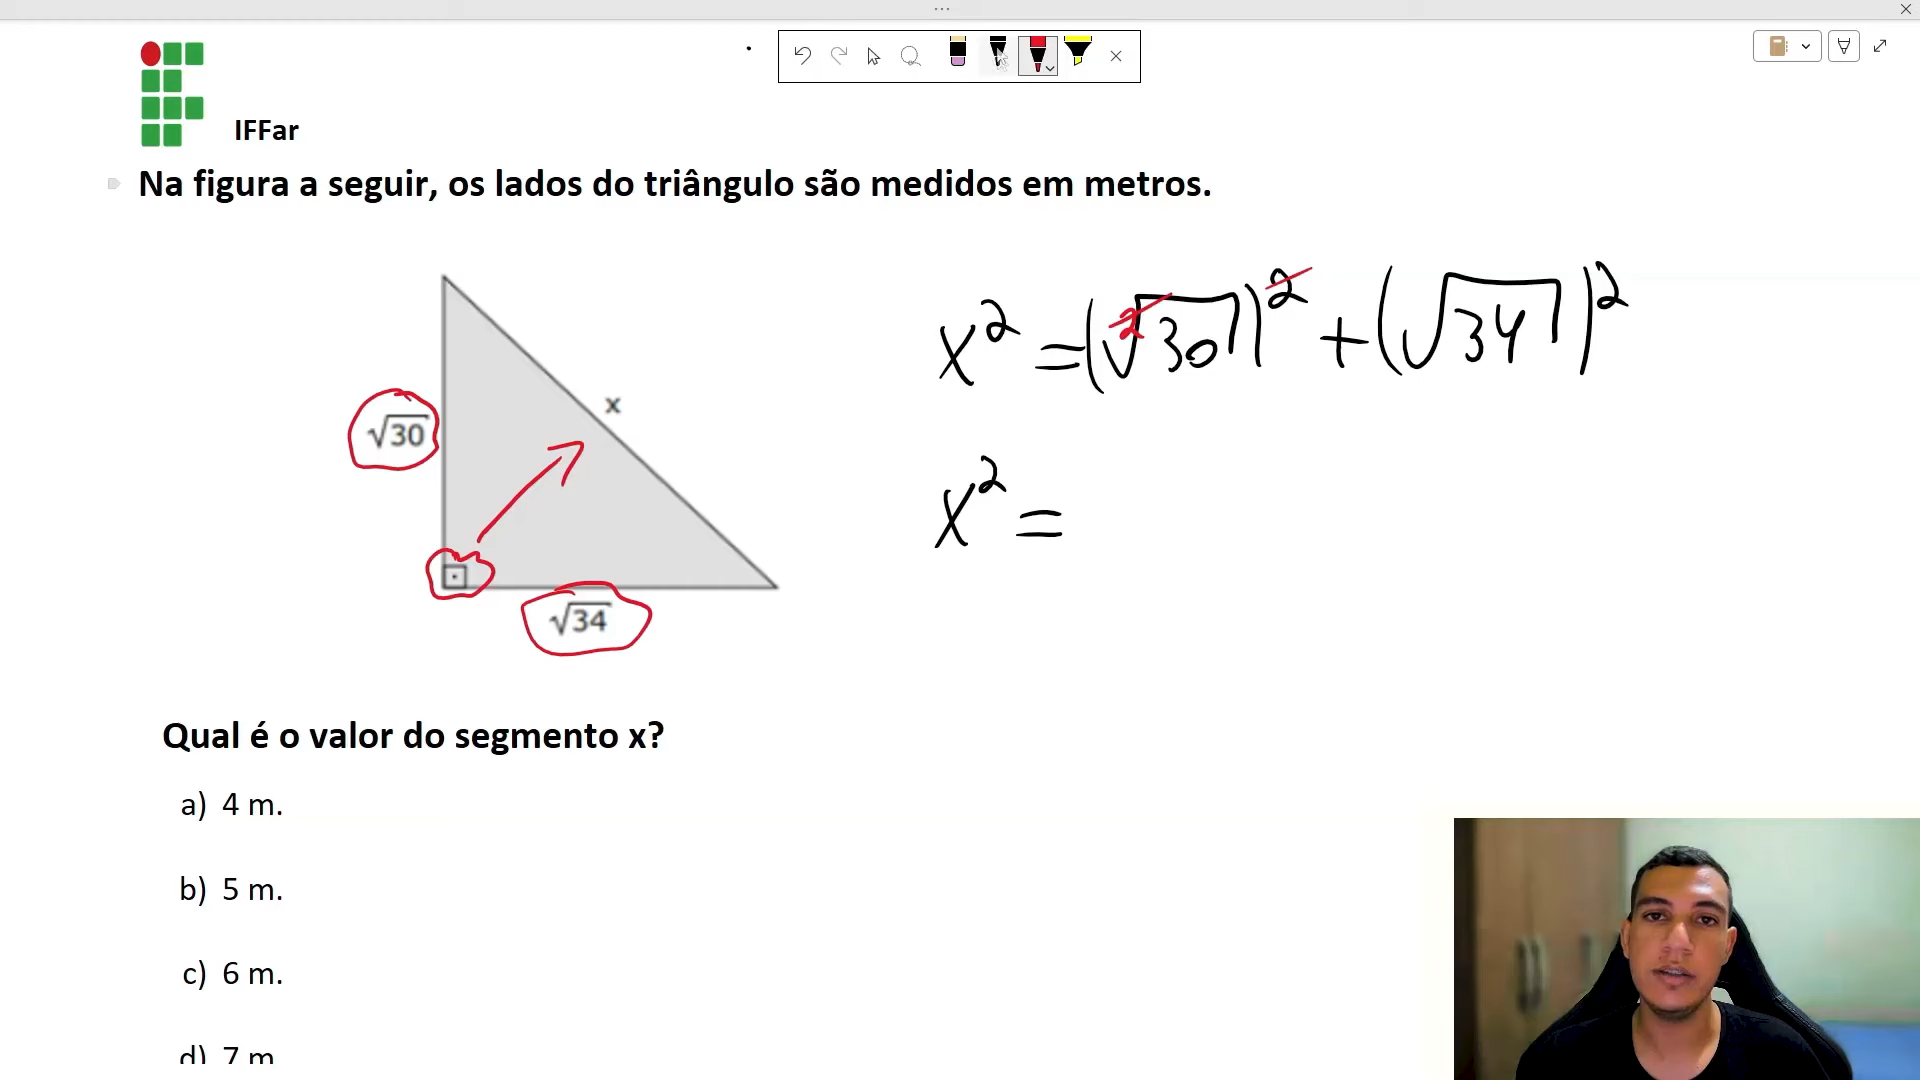 IFFar
Na figura a seguir, os lados do triângulo são medidos em metros.
x² = (²√30)² + (√34)²
x
√30
x² =
√34
Qual é o valor do segmento x?
a) 4 m.
b) 5 m.
c) 6 m.
d) 7 m